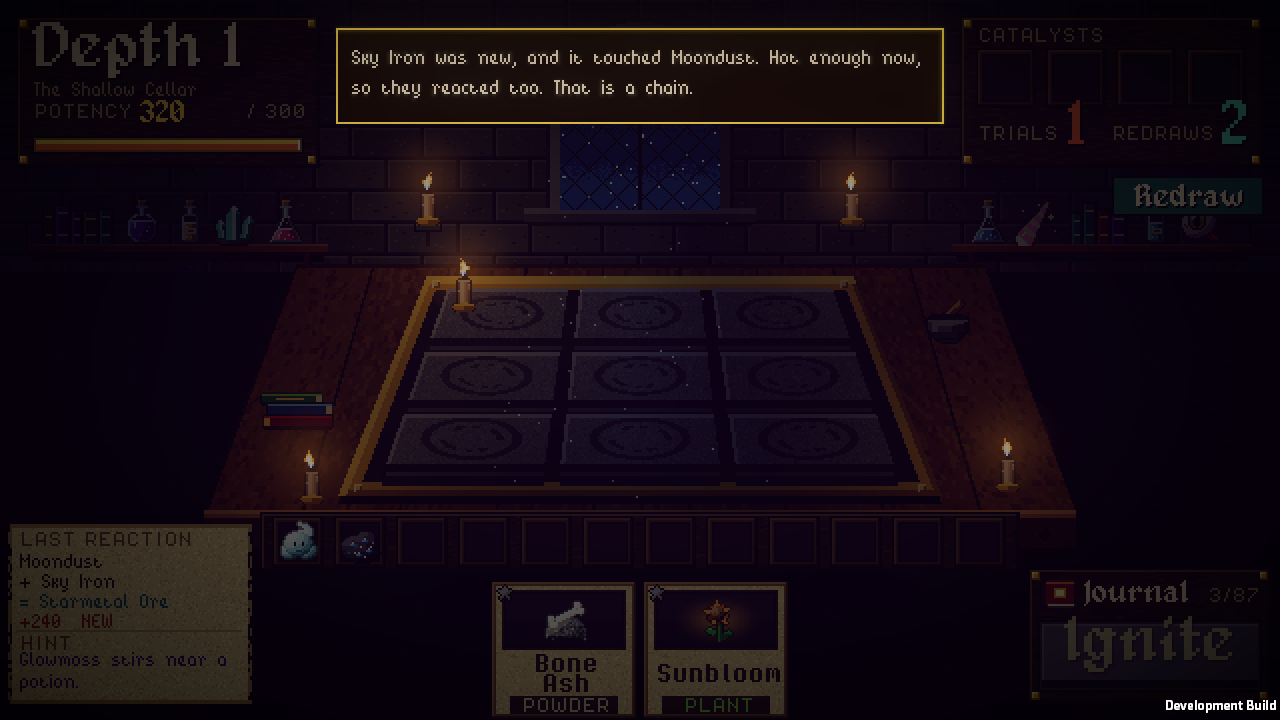 Depth 1
The Shallow Cellar
POTENCY 320 / 300
Sky Iron was new, and it touched Moondust. Hot enough now,
so they reacted too. That is a chain.
CATALYSTS
TRIALS 1 REDRAWS 2
Redraw
LAST REACTION
Moondust
+ Sky Iron
= Starmetal Ore
+240 NEW
HINT
Glowmoss stirs near a
potion.
Bone
Ash
POWDER
Sunbloom
PLANT
Journal 3/87
Ignite
Development Build